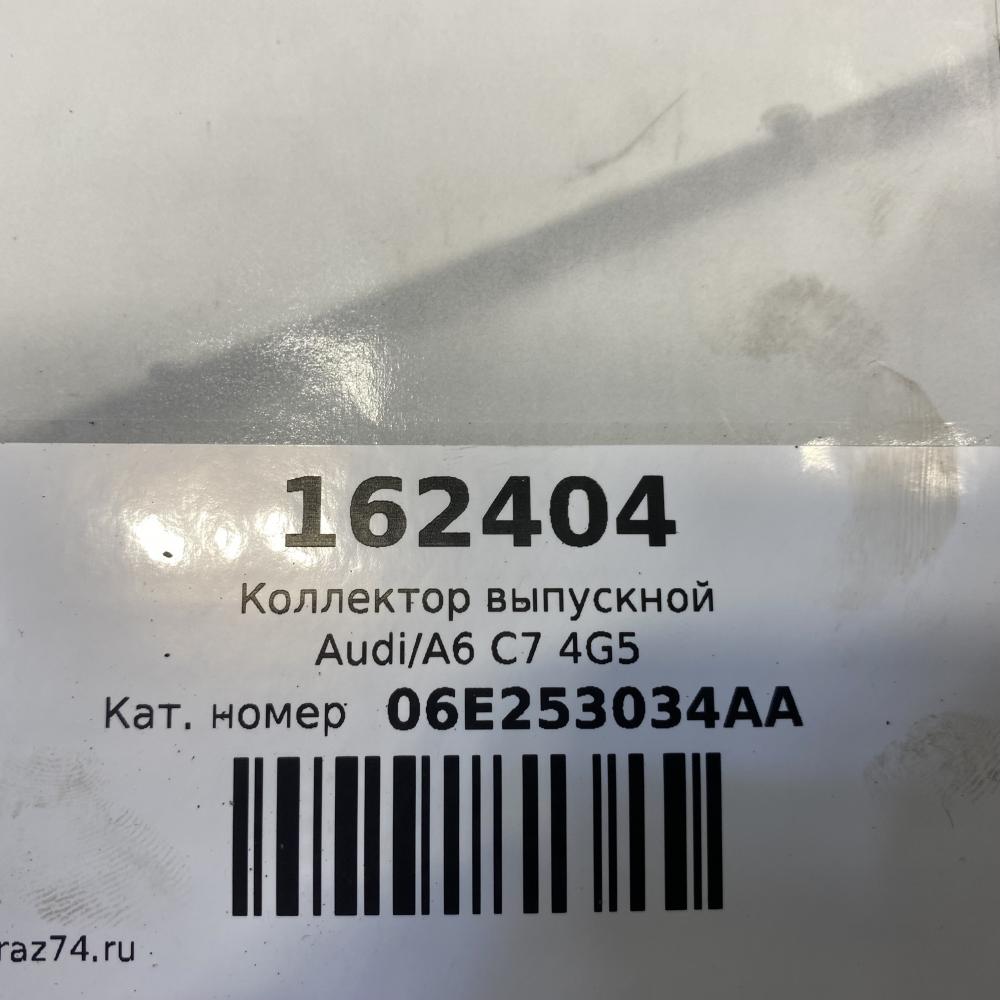 162404
Коллектор выпускной
Audi/A6 C7 4G5
Кат. номер 06E253034AA
raz74.ru